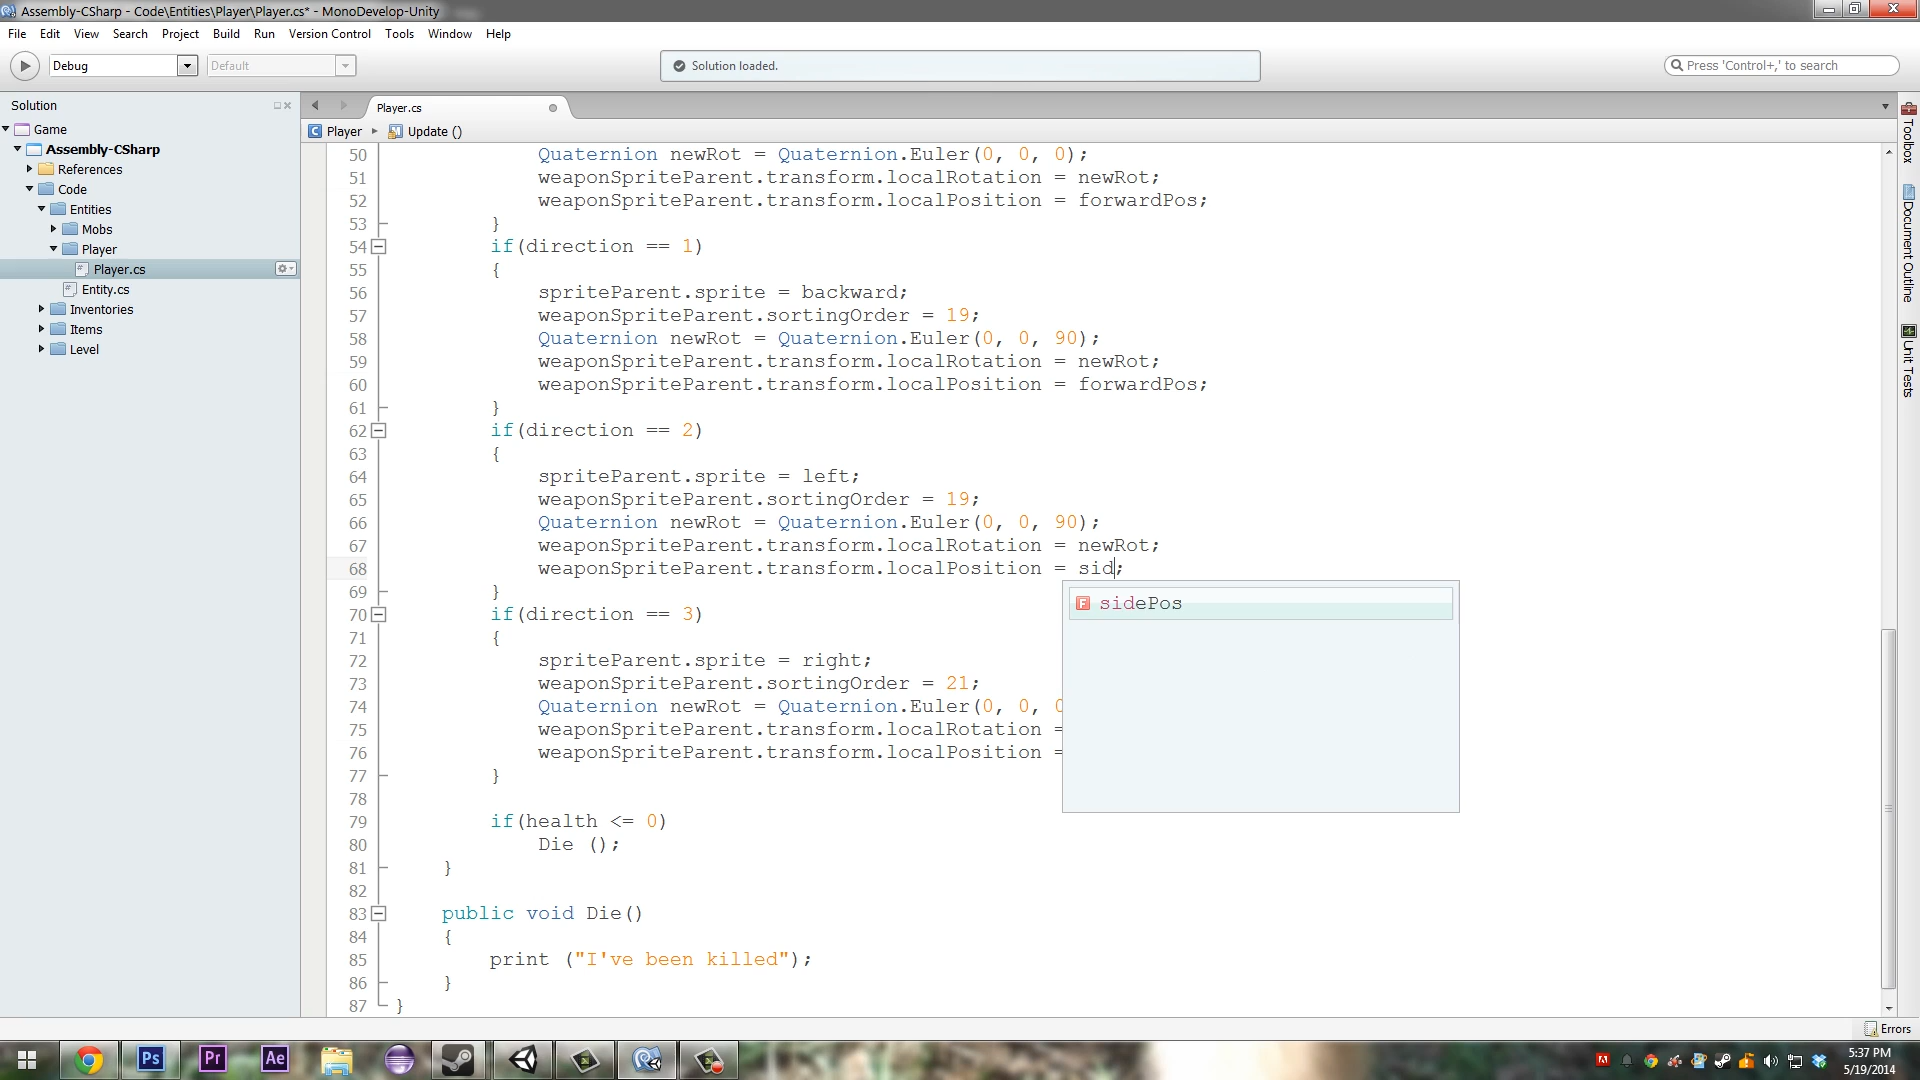 Assembly-CSharp - Code\Entities\Player\Player.cs* - MonoDevelop-Unity
File Edit View Search Project Build Run Version Control Tools Window Help
Debug
Default
Solution loaded.
Press 'Control+,' to search
Solution
Game
Assembly-CSharp
References
Code
Entities
Mobs
Player
Player.cs
Entity.cs
Inventories
Items
Level
Player.cs
Player Update ()
50 Quaternion newRot = Quaternion.Euler(0, 0, 0);
51 weaponSpriteParent.transform.localRotation = newRot;
52 weaponSpriteParent.transform.localPosition = forwardPos;
53 }
54 if(direction == 1)
55 {
56 spriteParent.sprite = backward;
57 weaponSpriteParent.sortingOrder = 19;
58 Quaternion newRot = Quaternion.Euler(0, 0, 90);
59 weaponSpriteParent.transform.localRotation = newRot;
60 weaponSpriteParent.transform.localPosition = forwardPos;
61 }
62 if(direction == 2)
63 {
64 spriteParent.sprite = left;
65 weaponSpriteParent.sortingOrder = 19;
66 Quaternion newRot = Quaternion.Euler(0, 0, 90);
67 weaponSpriteParent.transform.localRotation = newRot;
68 weaponSpriteParent.transform.localPosition = sid;
69 }
70 if(direction == 3)
71 {
72 spriteParent.sprite = right;
73 weaponSpriteParent.sortingOrder = 21;
74 Quaternion newRot = Quaternion.Euler(0, 0, 0
75 weaponSpriteParent.transform.localRotation =
76 weaponSpriteParent.transform.localPosition =
77 }
78
79 if(health <= 0)
80 Die ();
81 }
82
83 public void Die()
84 {
85 print ("I've been killed");
86 }
87 }
F sidePos
Toolbox
Document Outline
Unit Tests
Errors
Ps
Pr
Ae
5:37 PM
5/19/2014